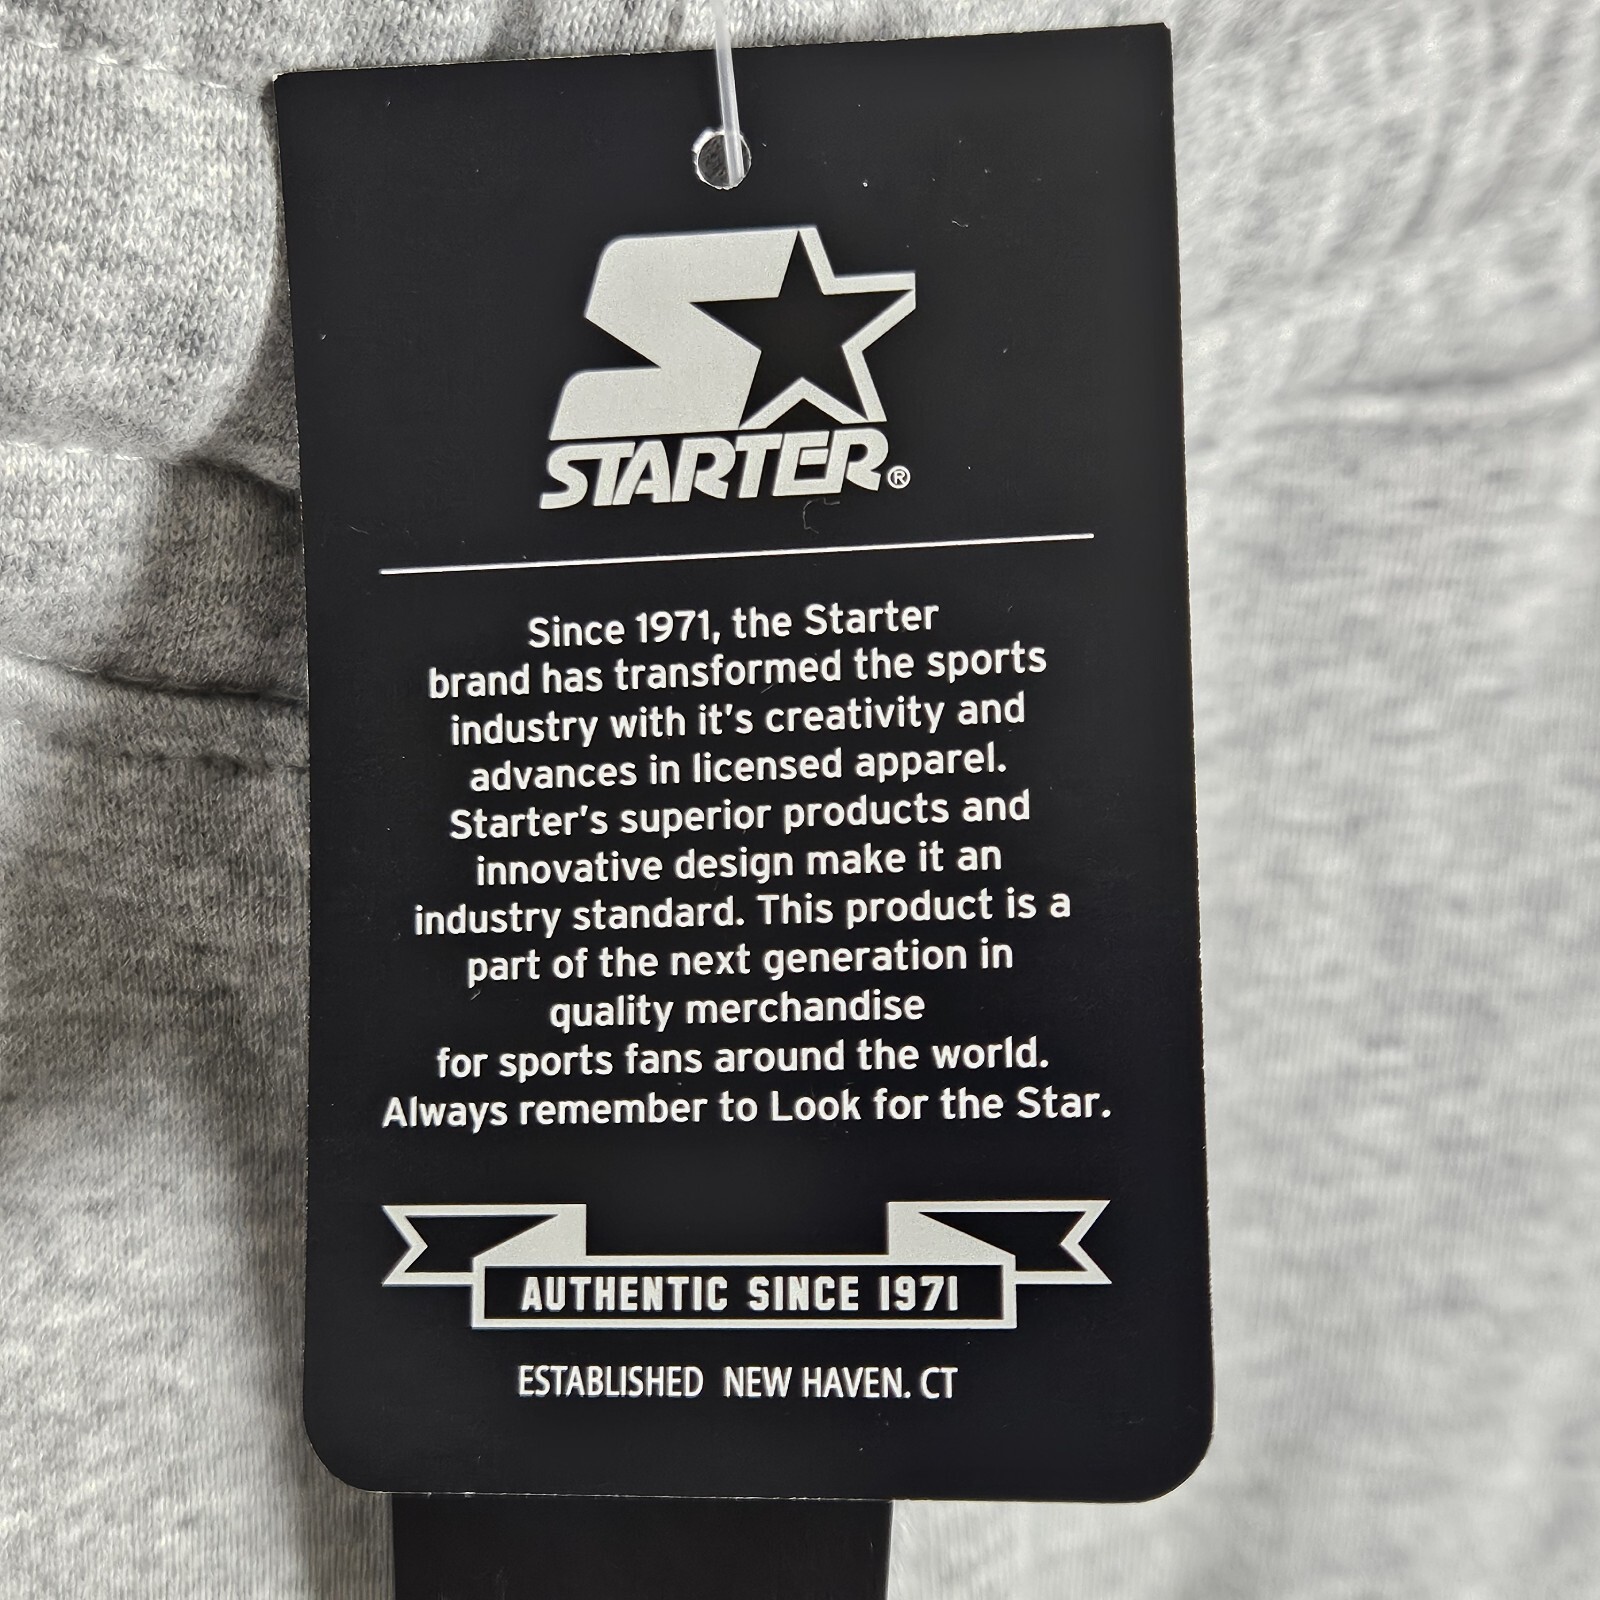 STARTER®
Since 1971, the Starter
brand has transformed the sports
industry with it's creativity and
advances in licensed apparel.
Starter's superior products and
innovative design make it an
industry standard. This product is a
part of the next generation in
quality merchandise
for sports fans around the world.
Always remember to Look for the Star.
AUTHENTIC SINCE 1971
ESTABLISHED NEW HAVEN. CT